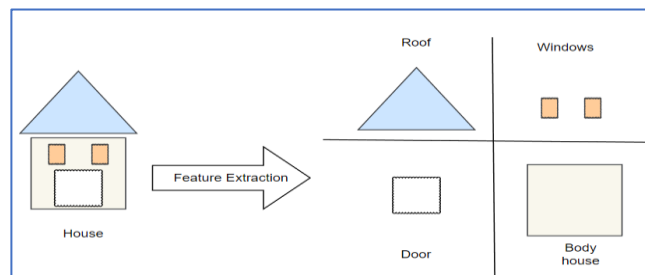 Roof
Windows
Feature Extraction
House
Door
Body
house